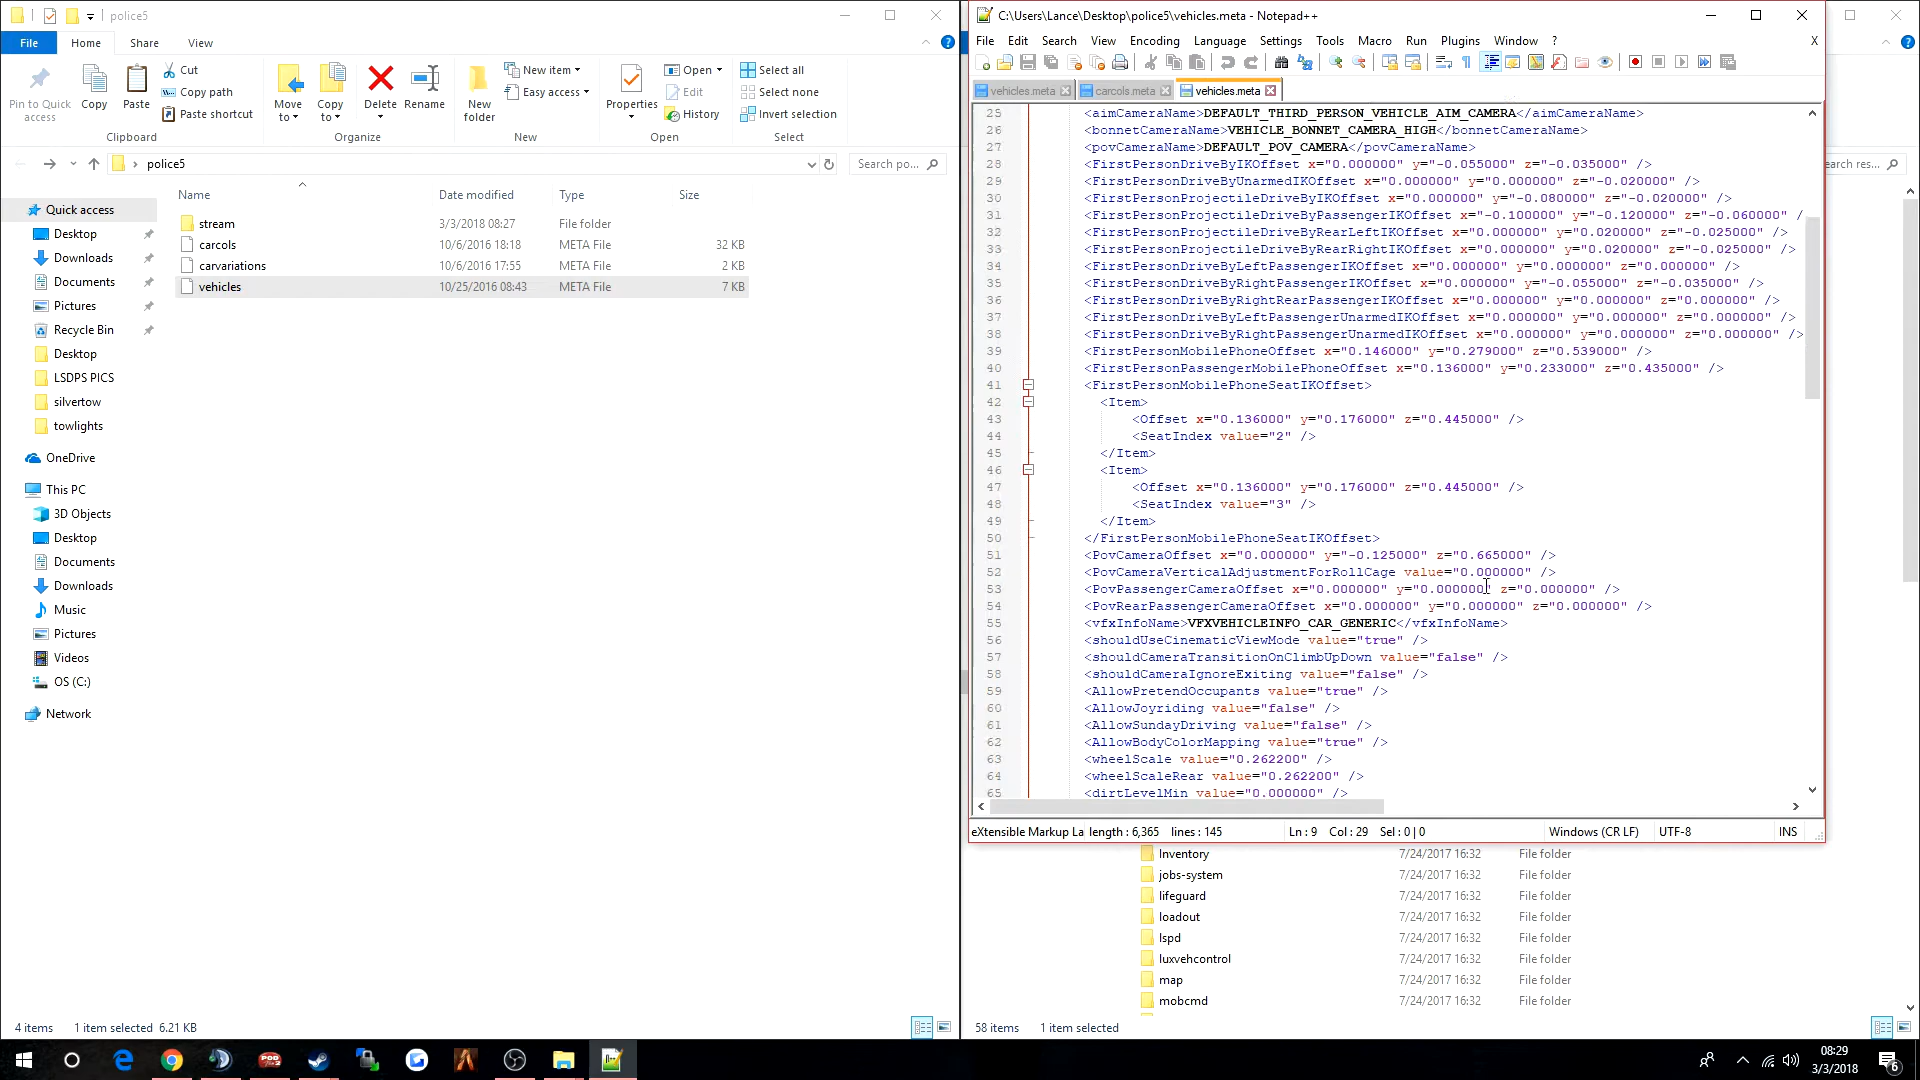 police5
File Home Share View
Pin to Quick access
Copy
Paste
Cut
Copy path
Paste shortcut
Clipboard
Move to
Copy to
Delete
Rename
Organize
New folder
New item
Easy access
New
Properties
Open
Edit
History
Open
Select all
Select none
Invert selection
Select
police5
Search po...
Name Date modified Type Size
stream 3/3/2018 08:27 File folder
carcols 10/6/2016 18:18 META File 32 KB
carvariations 10/6/2016 17:55 META File 2 KB
vehicles 10/25/2016 08:43 META File 7 KB
Quick access
Desktop
Downloads
Documents
Pictures
Recycle Bin
Desktop
LSDPS PICS
silvertow
towlights
OneDrive
This PC
3D Objects
Desktop
Documents
Downloads
Music
Pictures
Videos
OS (C:)
Network
4 items 1 item selected 6.21 KB
C:\Users\Lance\Desktop\police5\vehicles.meta - Notepad++
File Edit Search View Encoding Language Settings Tools Macro Run Plugins Window ? X
vehicles.meta carcols.meta vehicles.meta
25 <aimCameraName>DEFAULT_THIRD_PERSON_VEHICLE_AIM_CAMERA</aimCameraName>
26 <bonnetCameraName>VEHICLE_BONNET_CAMERA_HIGH</bonnetCameraName>
27 <povCameraName>DEFAULT_POV_CAMERA</povCameraName>
28 <FirstPersonDriveByIKOffset x="0.000000" y="-0.055000" z="-0.035000" />
29 <FirstPersonDriveByUnarmedIKOffset x="0.000000" y="0.000000" z="-0.020000" />
30 <FirstPersonProjectileDriveByIKOffset x="0.000000" y="-0.080000" z="-0.020000" />
31 <FirstPersonProjectileDriveByPassengerIKOffset x="-0.100000" y="-0.120000" z="-0.060000" /
32 <FirstPersonProjectileDriveByRearLeftIKOffset x="0.000000" y="0.020000" z="-0.025000" />
33 <FirstPersonProjectileDriveByRearRightIKOffset x="0.000000" y="0.020000" z="-0.025000" />
34 <FirstPersonDriveByLeftPassengerIKOffset x="0.000000" y="0.000000" z="0.000000" />
35 <FirstPersonDriveByRightPassengerIKOffset x="0.000000" y="-0.055000" z="-0.035000" />
36 <FirstPersonDriveByRightRearPassengerIKOffset x="0.000000" y="0.000000" z="0.000000" />
37 <FirstPersonDriveByLeftPassengerUnarmedIKOffset x="0.000000" y="0.000000" z="0.000000" />
38 <FirstPersonDriveByRightPassengerUnarmedIKOffset x="0.000000" y="0.000000" z="0.000000" />
39 <FirstPersonMobilePhoneOffset x="0.146000" y="0.279000" z="0.539000" />
40 <FirstPersonPassengerMobilePhoneOffset x="0.136000" y="0.233000" z="0.435000" />
41 <FirstPersonMobilePhoneSeatIKOffset>
42 <Item>
43 <Offset x="0.136000" y="0.176000" z="0.445000" />
44 <SeatIndex value="2" />
45 </Item>
46 <Item>
47 <Offset x="0.136000" y="0.176000" z="0.445000" />
48 <SeatIndex value="3" />
49 </Item>
50 </FirstPersonMobilePhoneSeatIKOffset>
51 <PovCameraOffset x="0.000000" y="-0.125000" z="0.665000" />
52 <PovCameraVerticalAdjustmentForRollCage value="0.000000" />
53 <PovPassengerCameraOffset x="0.000000" y="0.000000" z="0.000000" />
54 <PovRearPassengerCameraOffset x="0.000000" y="0.000000" z="0.000000" />
55 <vfxInfoName>VFXVEHICLEINFO_CAR_GENERIC</vfxInfoName>
56 <shouldUseCinematicViewMode value="true" />
57 <shouldCameraTransitionOnClimbUpDown value="false" />
58 <shouldCameraIgnoreExiting value="false" />
59 <AllowPretendOccupants value="true" />
60 <AllowJoyriding value="false" />
61 <AllowSundayDriving value="false" />
62 <AllowBodyColorMapping value="true" />
63 <wheelScale value="0.262200" />
64 <wheelScaleRear value="0.262200" />
65 <dirtLevelMin value="0.000000" />
eXtensible Markup La length : 6,365 lines : 145 Ln : 9 Col : 29 Sel : 0 | 0 Windows (CR LF) UTF-8 INS
earch res...
Inventory 7/24/2017 16:32 File folder
jobs-system 7/24/2017 16:32 File folder
lifeguard 7/24/2017 16:32 File folder
loadout 7/24/2017 16:32 File folder
lspd 7/24/2017 16:32 File folder
luxvehcontrol 7/24/2017 16:32 File folder
map 7/24/2017 16:32 File folder
mobcmd 7/24/2017 16:32 File folder
58 items 1 item selected
08:29
3/3/2018
6